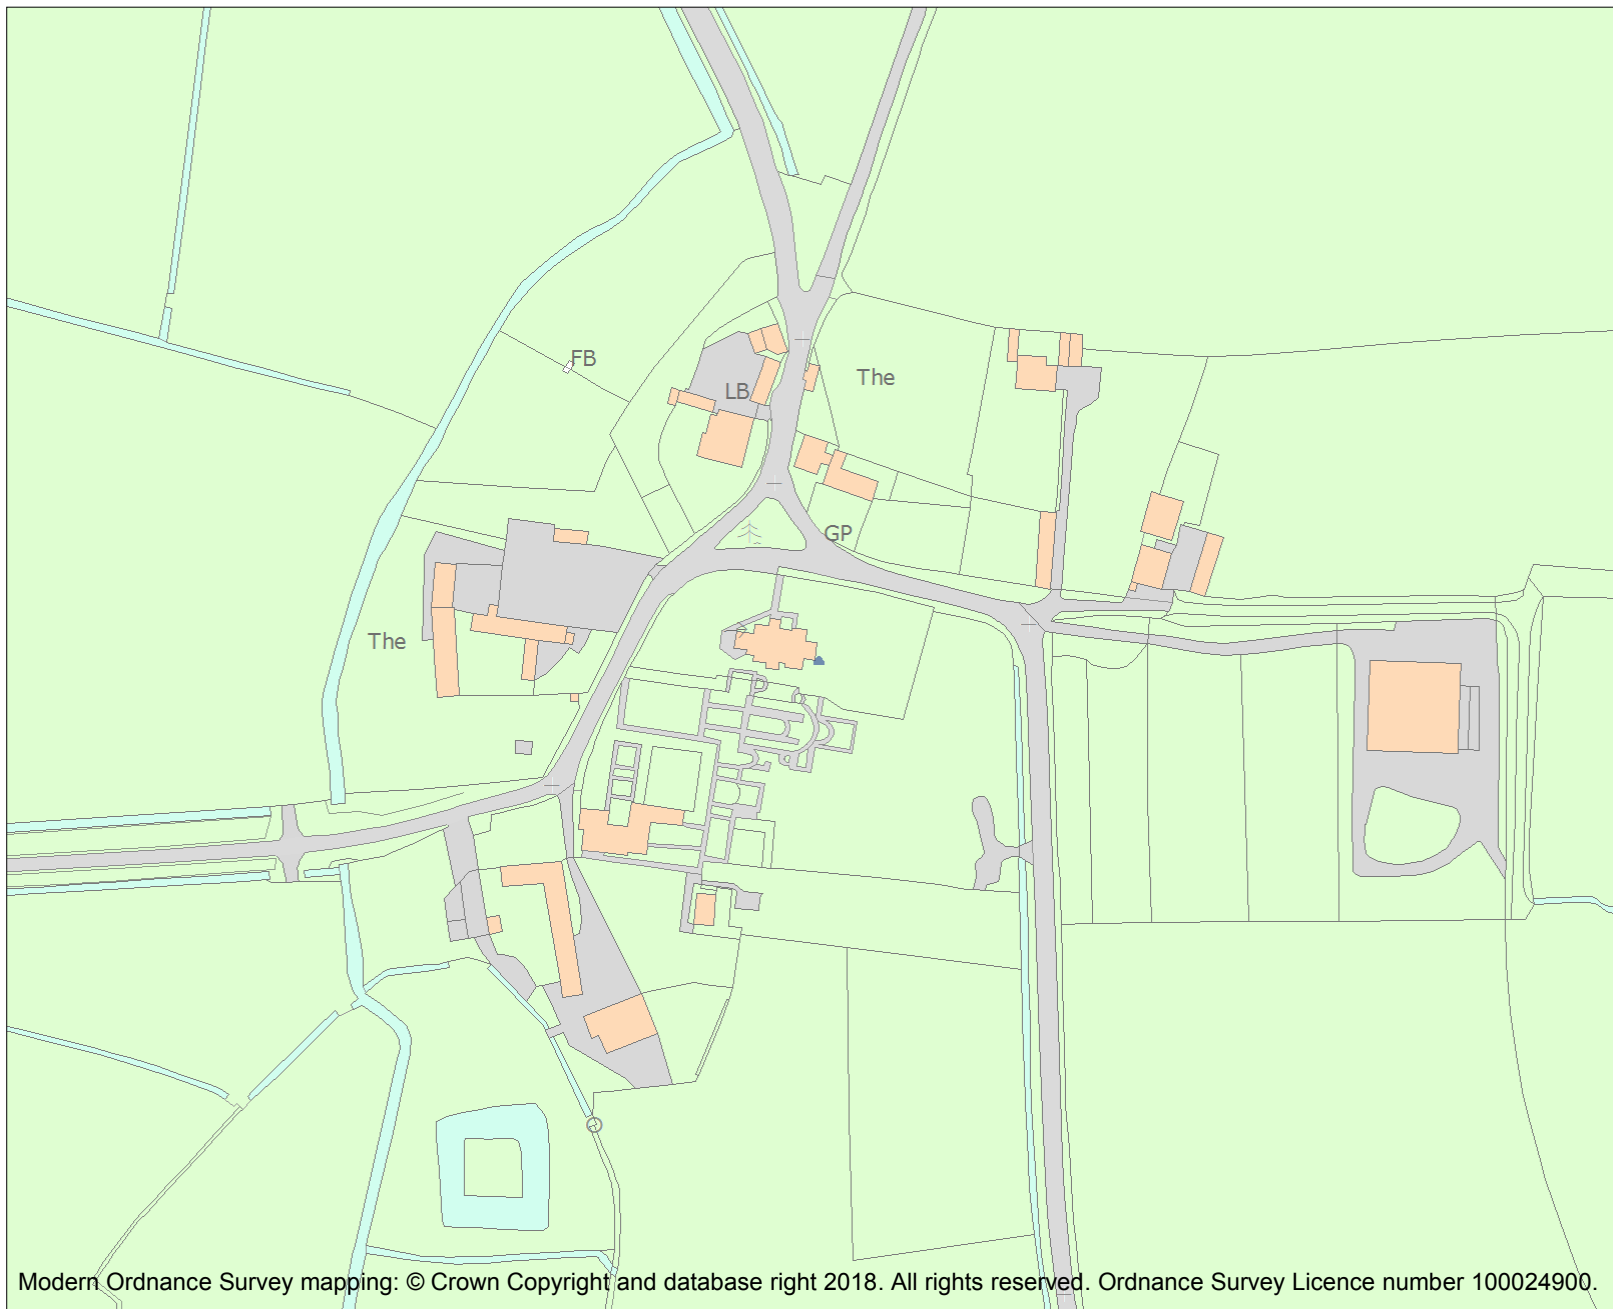 FB
The
LB
GP
The
Modern Ordnance Survey mapping: © Crown Copyright and database right 2018. All rights reserved. Ordnance Survey Licence number 100024900.